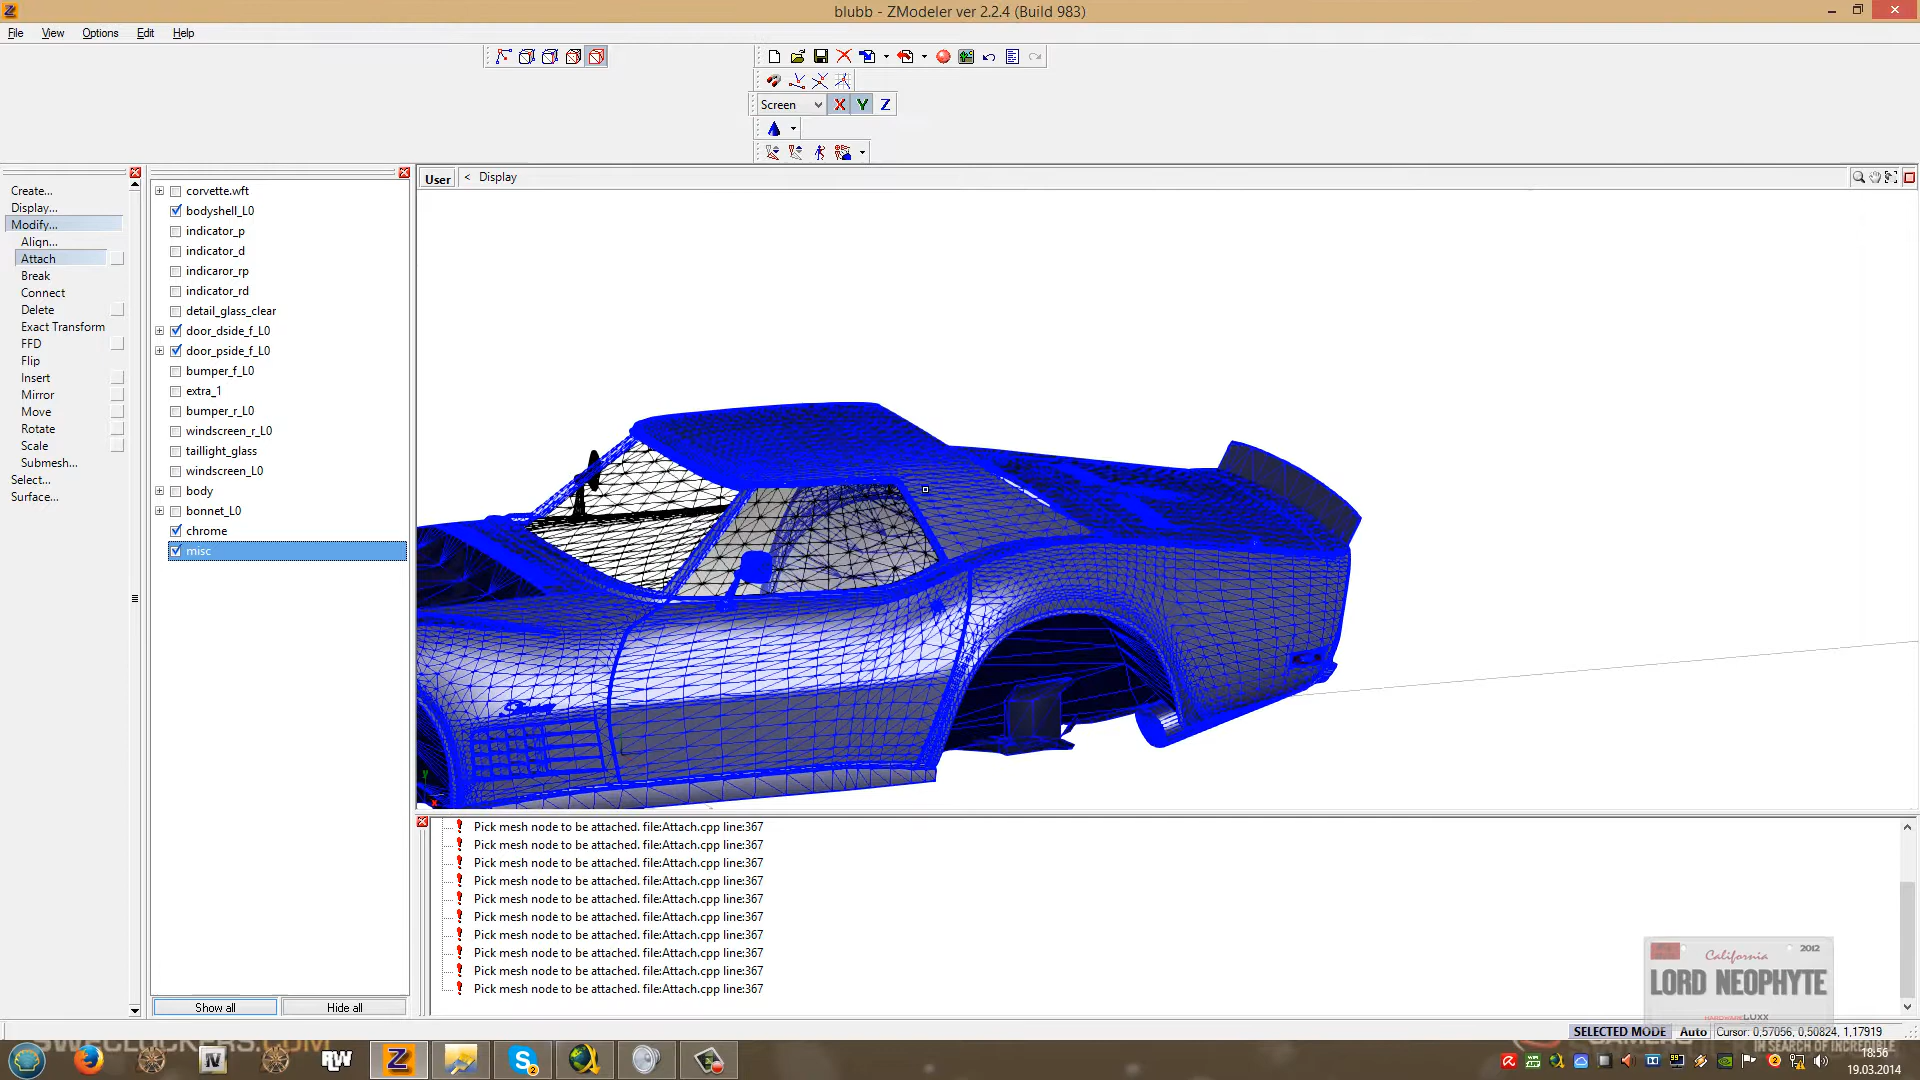 blubb - ZModeler ver 2.2.4 (Build 983)
File View Options Edit Help
Screen X Y Z
User < Display
Create...
Display...
Modify...
Align...
Attach
Break
Connect
Delete
Exact Transform
FFD
Flip
Insert
Mirror
Move
Rotate
Scale
Submesh...
Select...
Surface...
corvette.wft
bodyshell_L0
indicator_p
indicator_d
indicaror_rp
indicator_rd
detail_glass_clear
door_dside_f_L0
door_pside_f_L0
bumper_f_L0
extra_1
bumper_r_L0
windscreen_r_L0
taillight_glass
windscreen_L0
body
bonnet_L0
chrome
misc
Show all Hide all
Pick mesh node to be attached. file:Attach.cpp line:367
Pick mesh node to be attached. file:Attach.cpp line:367
Pick mesh node to be attached. file:Attach.cpp line:367
Pick mesh node to be attached. file:Attach.cpp line:367
Pick mesh node to be attached. file:Attach.cpp line:367
Pick mesh node to be attached. file:Attach.cpp line:367
Pick mesh node to be attached. file:Attach.cpp line:367
Pick mesh node to be attached. file:Attach.cpp line:367
Pick mesh node to be attached. file:Attach.cpp line:367
Pick mesh node to be attached. file:Attach.cpp line:367
California 2012
LORD NEOPHYTE
HARDWARELUXX
SELECTED MODE Auto Cursor: 0,57056, 0,50824, 1,17919
IN SEARCH OF INCREDIBLE
RW
18:56
19.03.2014